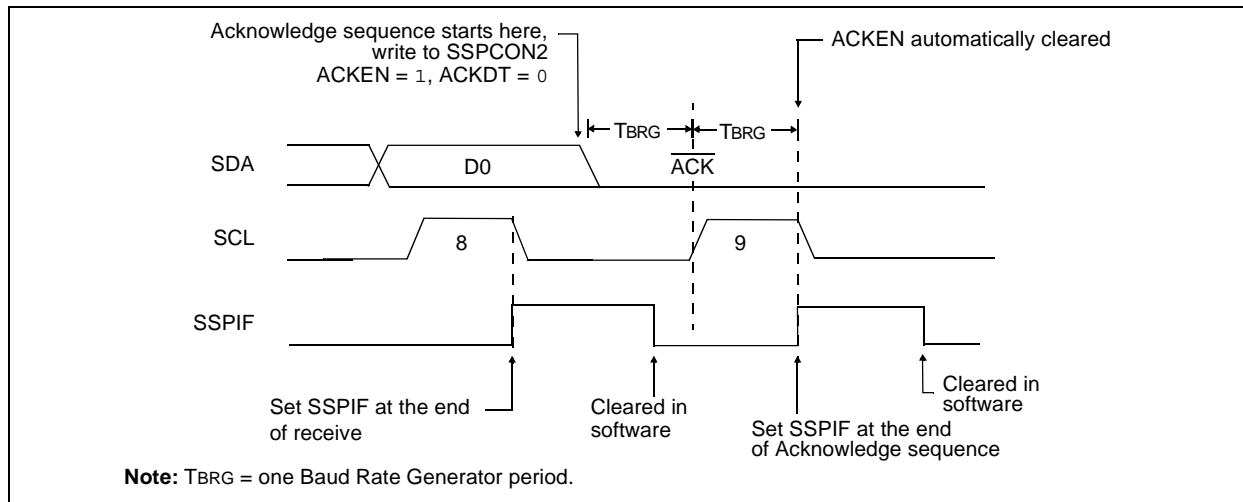 Acknowledge sequence starts here,
write to SSPCON2
ACKEN = 1, ACKDT = 0
ACKEN automatically cleared
TBRG
TBRG
SDA
D0
ACK
SCL
8
9
SSPIF
Set SSPIF at the end
of receive
Cleared in
software
Set SSPIF at the end
of Acknowledge sequence
Cleared in
software
Note: TBRG = one Baud Rate Generator period.